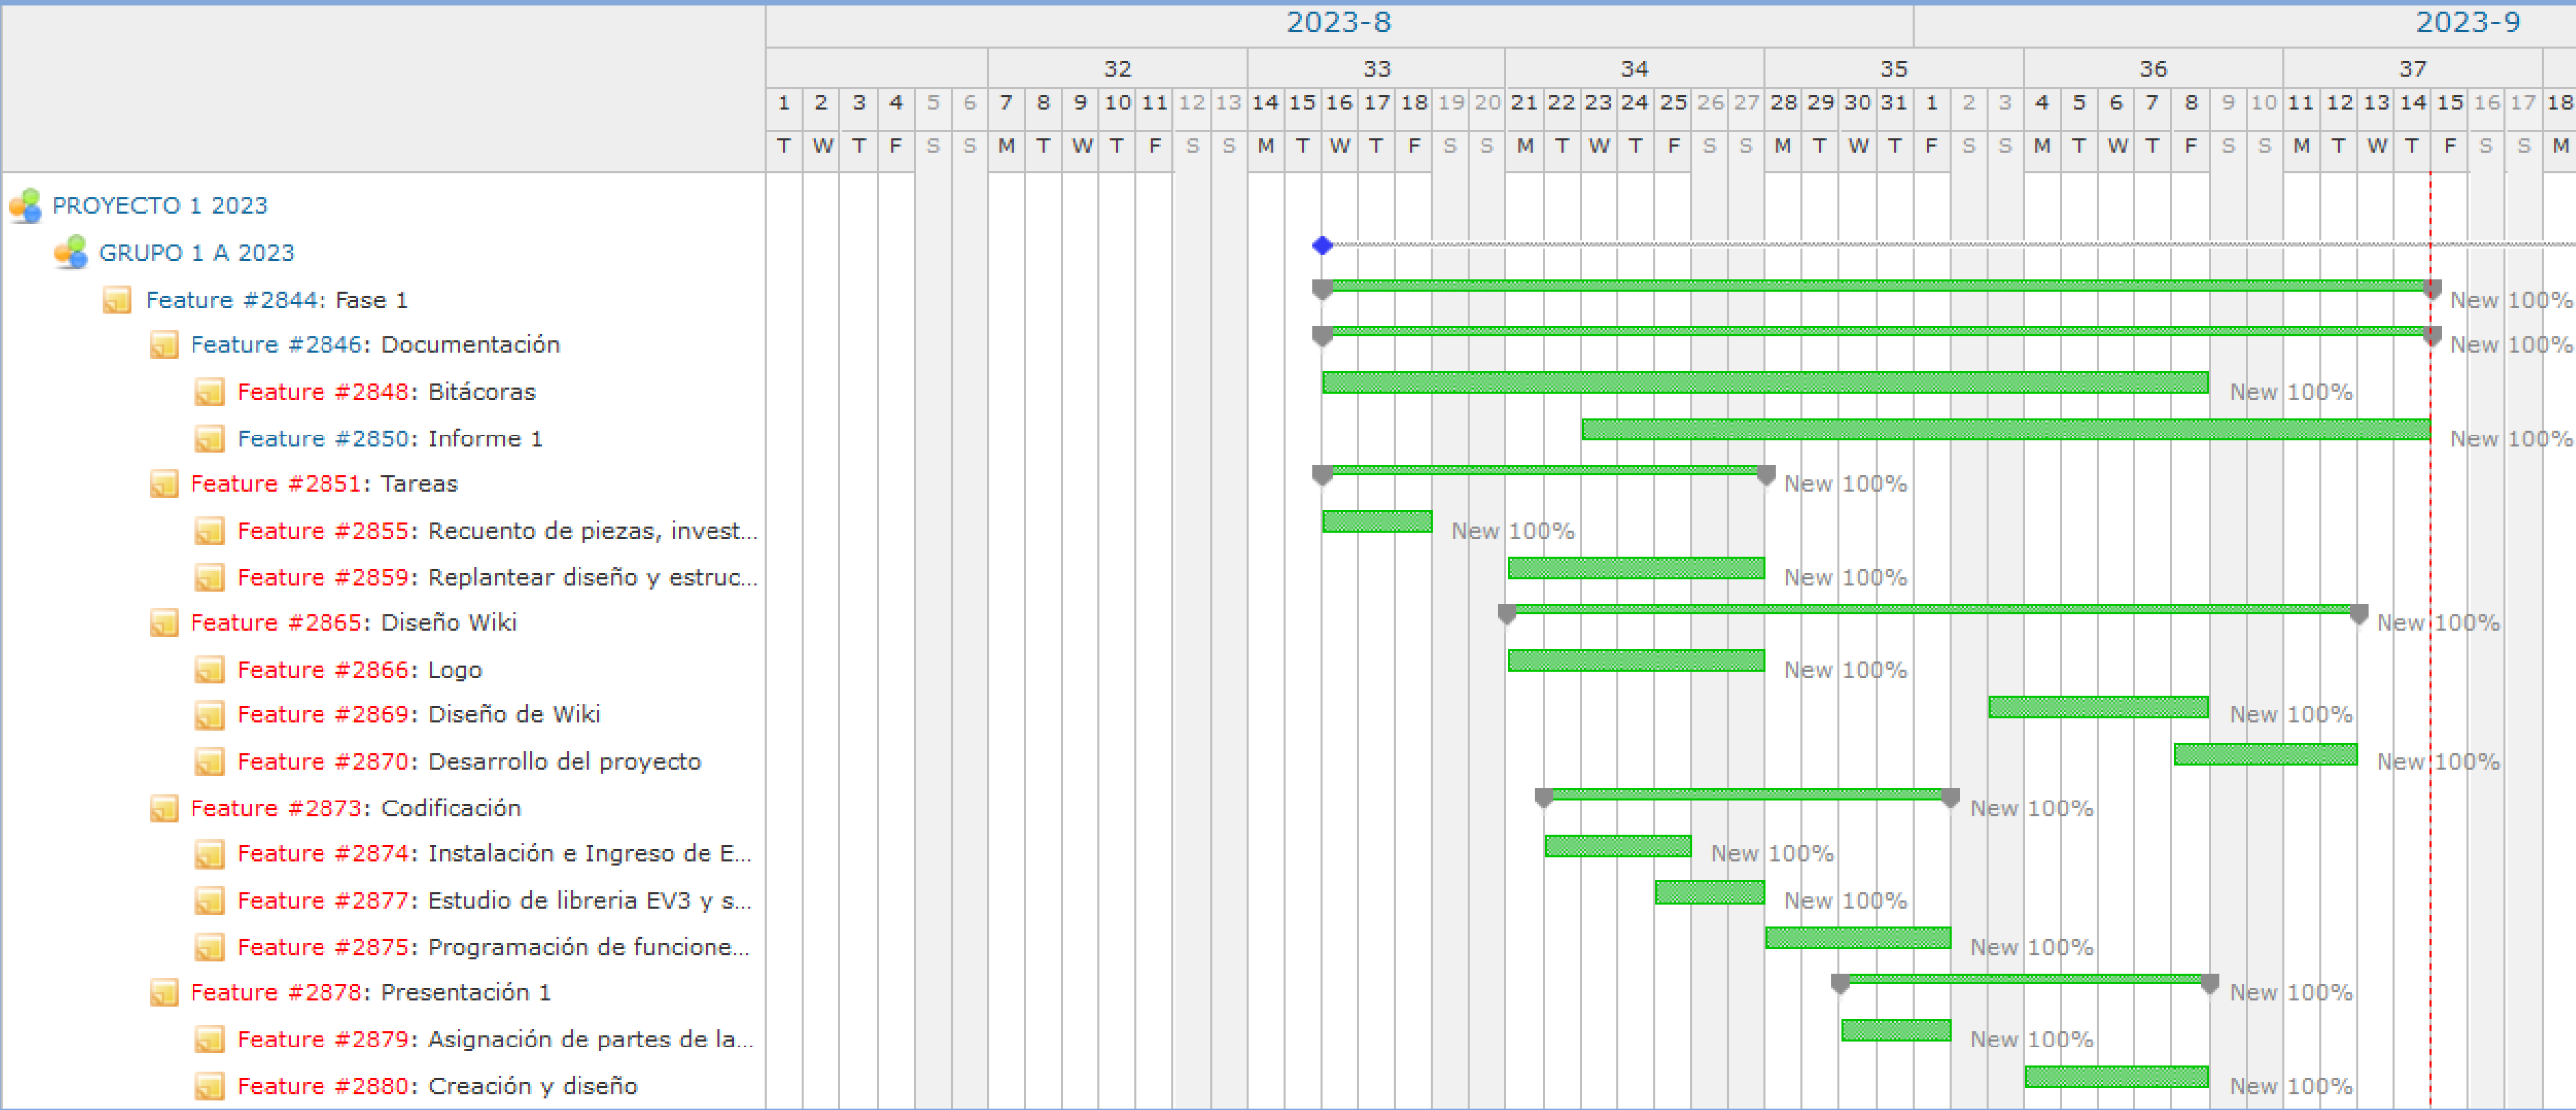 2023-8 2023-9
32 33 34 35 36 37
1 2 3 4 5 6 7 8 9 10 11 12 13 14 15 16 17 18 19 20 21 22 23 24 25 26 27 28 29 30 31 1 2 3 4 5 6 7 8 9 10 11 12 13 14 15 16 17 18
T W T F S S M T W T F S S M T W T F S S M T W T F S S M T W T F S S M T W T F S S M T W T F S S M
PROYECTO 1 2023
GRUPO 1 A 2023
Feature #2844: Fase 1 New 100%
Feature #2846: Documentación New 100%
Feature #2848: Bitácoras New 100%
Feature #2850: Informe 1 New 100%
Feature #2851: Tareas New 100%
Feature #2855: Recuento de piezas, invest... New 100%
Feature #2859: Replantear diseño y estruc... New 100%
Feature #2865: Diseño Wiki New 100%
Feature #2866: Logo New 100%
Feature #2869: Diseño de Wiki New 100%
Feature #2870: Desarrollo del proyecto New 100%
Feature #2873: Codificación New 100%
Feature #2874: Instalación e Ingreso de E... New 100%
Feature #2877: Estudio de libreria EV3 y s... New 100%
Feature #2875: Programación de funcione... New 100%
Feature #2878: Presentación 1 New 100%
Feature #2879: Asignación de partes de la... New 100%
Feature #2880: Creación y diseño New 100%